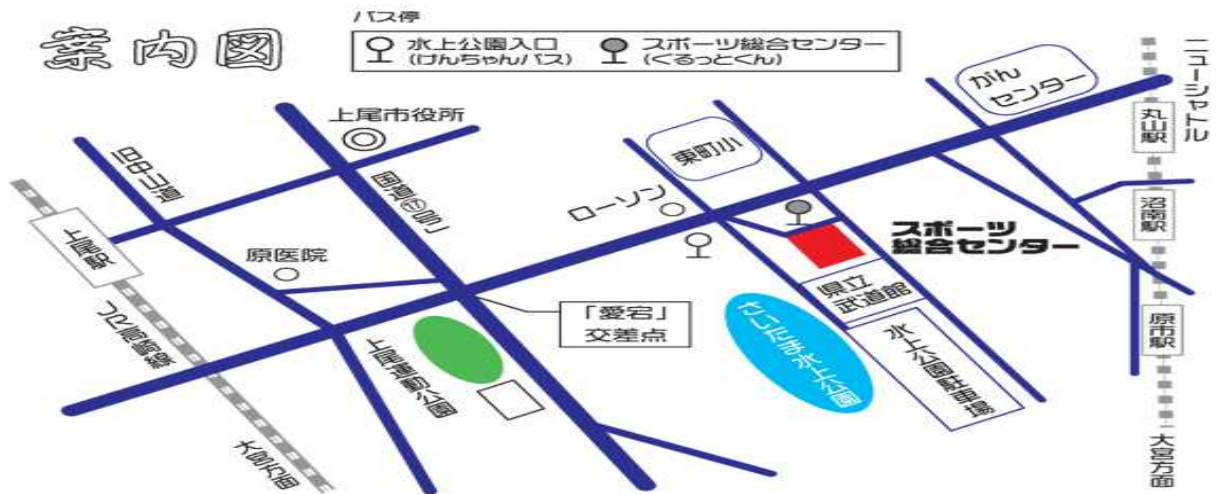 案内図
バス停
水上公園入口
(けんちゃんバス)
スポーツ総合センター
(ぐるっとくん)
ニューシャトル
がん
センター
丸山駅
上尾市役所
東町小
旧中山道
国道⑰号
ローソン
沼南駅
上尾駅
原医院
スポーツ
総合センター
県立
武道館
「愛宕」
交差点
さいたま水上公園
水上公園駐車場
原市駅
JR高崎線
上尾運動公園
大宮方面
大宮方面